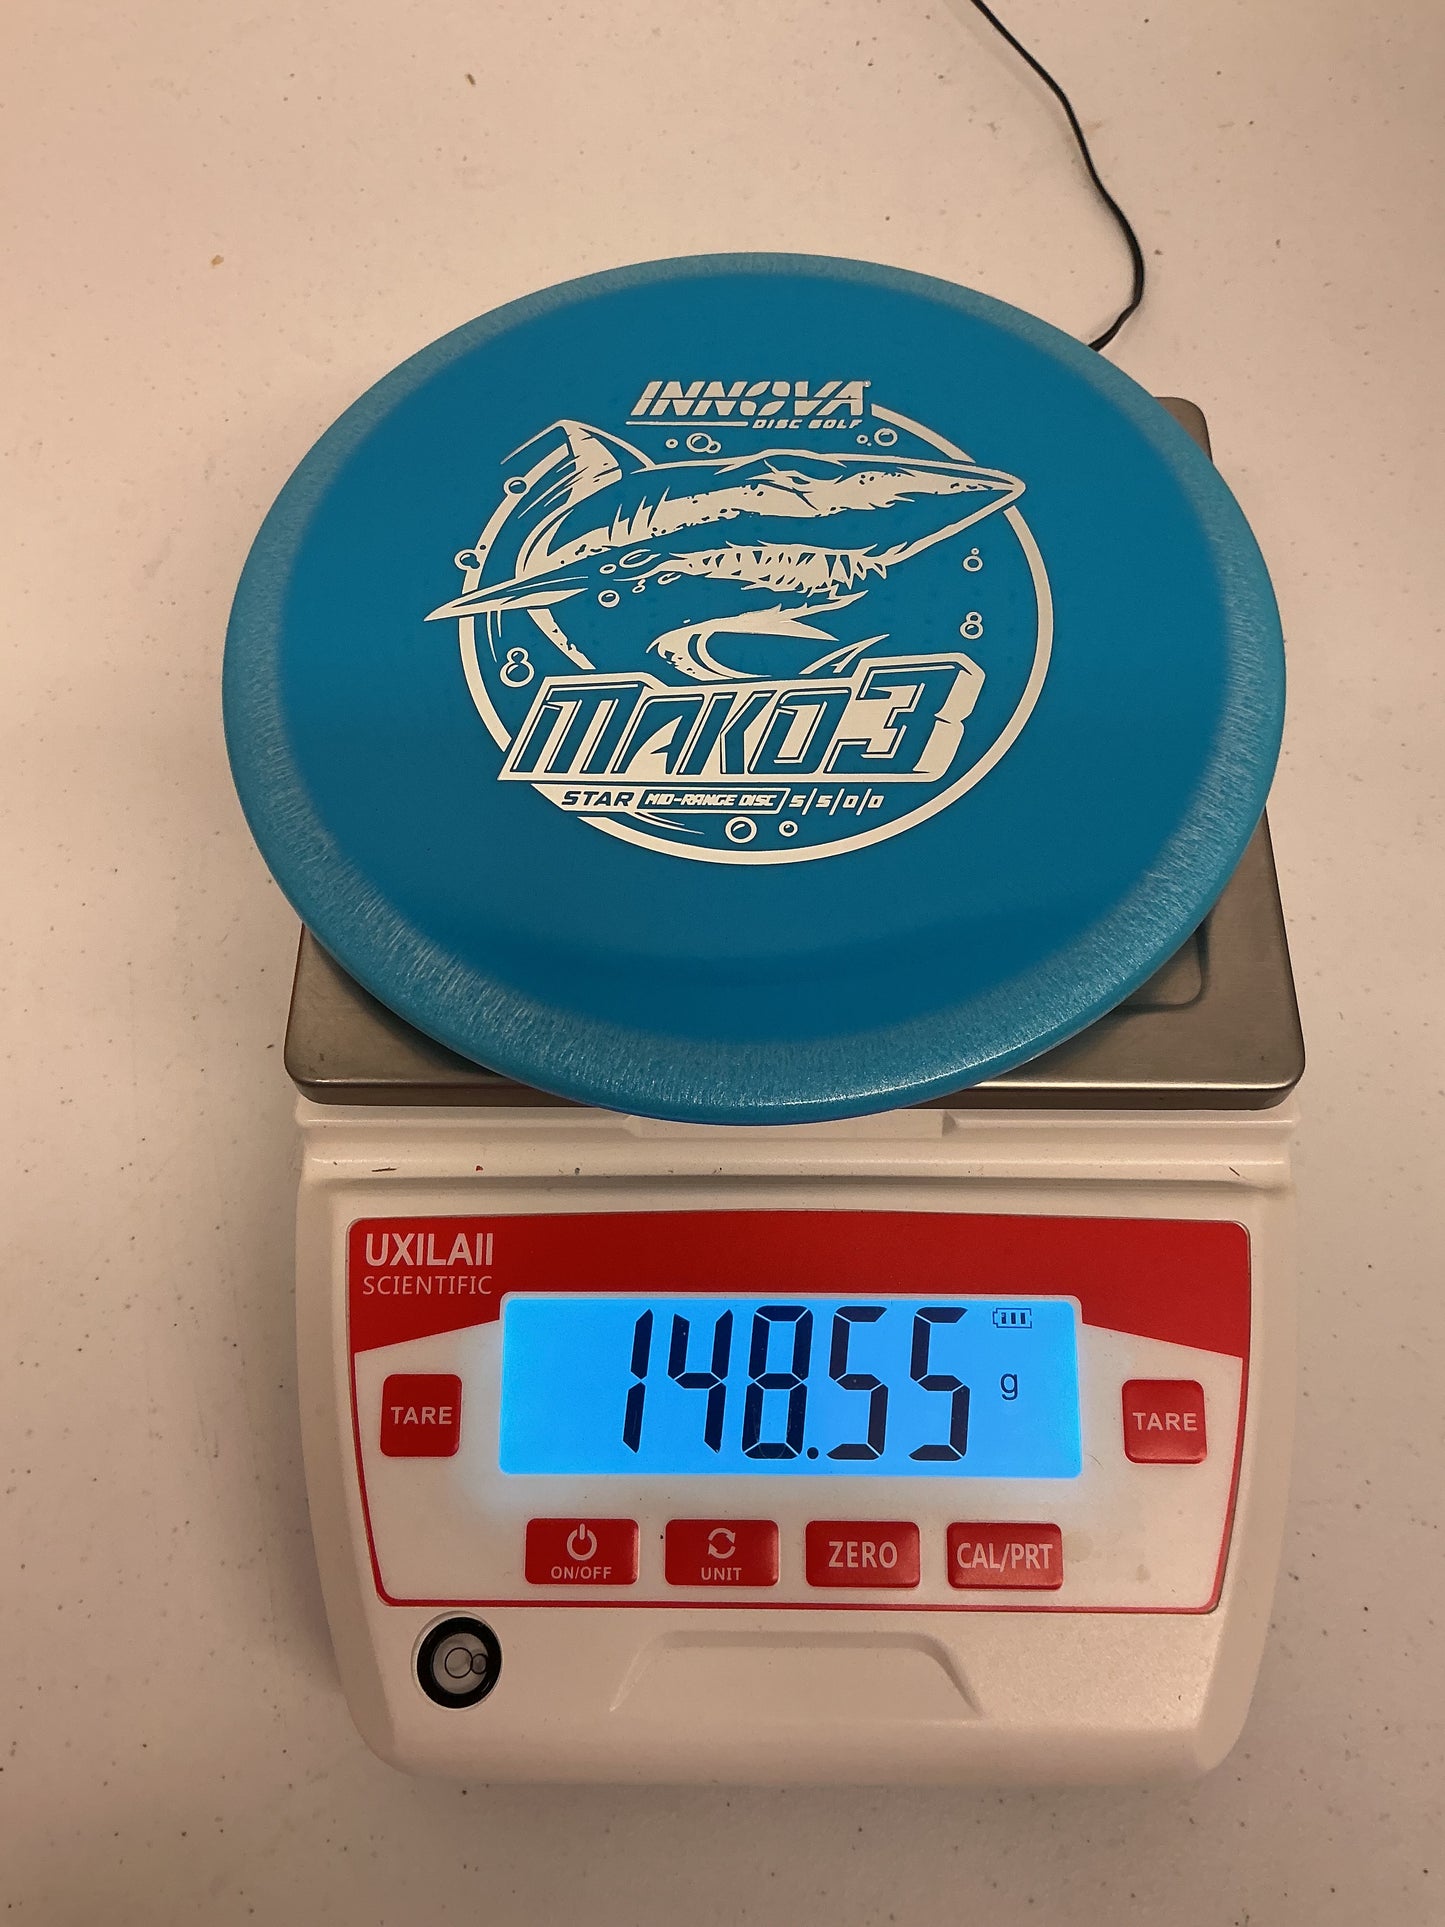 INNOVA
DISC GOLF
MAKO3
STAR MID-RANGE DISC 5/5/0/0
UXILAII
SCIENTIFIC
148.55 g
TARE
TARE
ON/OFF
UNIT
ZERO
CAL/PRT